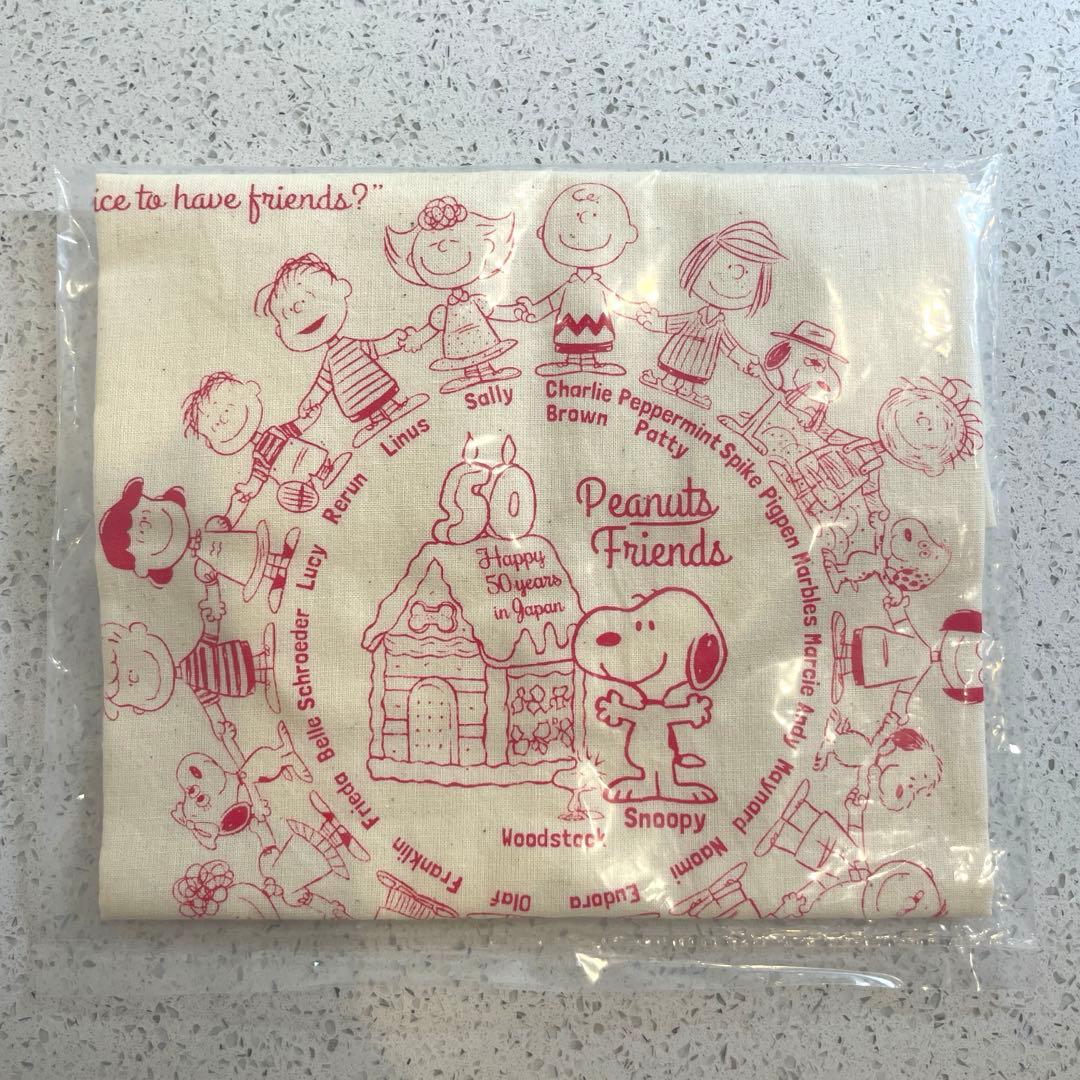 ice to have friends?"
Sally
Charlie
Brown
Peppermint
Patty
Spike
Pigpen
Marbles
Marcie
Andy
Maynard
Naomi
Eudora
Olaf
Franklin
Frieda
Belle
Schroeder
Lucy
Rerun
Linus
50
Happy
50 years
in Japan
Peanuts
Friends
Snoopy
Woodstock